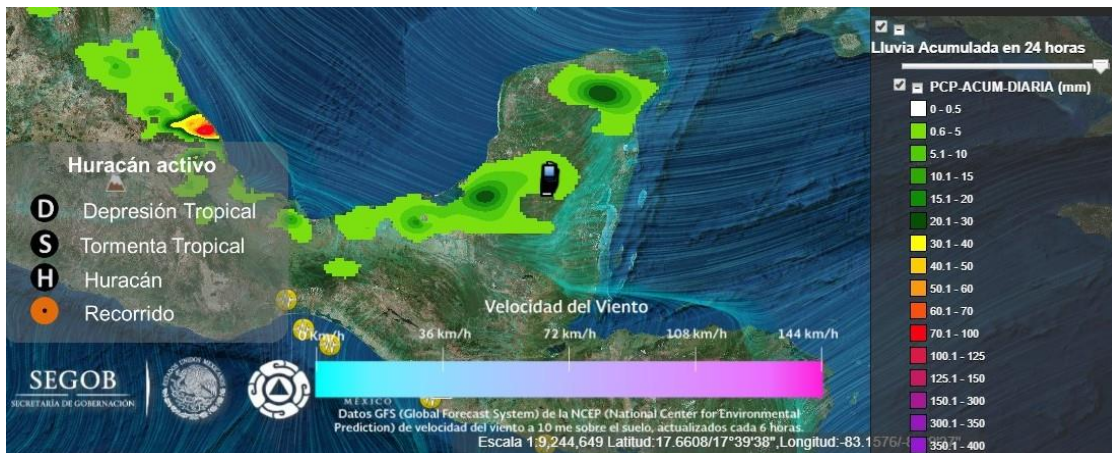 Huracán activo
D Depresión Tropical
S Tormenta Tropical
H Huracán
Recorrido
SEGOB
SECRETARÍA DE GOBERNACIÓN
ESTADOS UNIDOS MEXICANOS
MÉXICO
Velocidad del Viento
0 km/h 36 km/h 72 km/h 108 km/h 144 km/h
Datos GFS (Global Forecast System) de la NCEP (National Center for Environmental
Prediction) de velocidad del viento a 10 me sobre el suelo, actualizados cada 6 horas.
Escala 1:9,244,649 Latitud:17.6608/17°39'38",Longitud:-83.1576/
Lluvia Acumulada en 24 horas
PCP-ACUM-DIARIA (mm)
0 - 0.5
0.6 - 5
5.1 - 10
10.1 - 15
15.1 - 20
20.1 - 30
30.1 - 40
40.1 - 50
50.1 - 60
60.1 - 70
70.1 - 100
100.1 - 125
125.1 - 150
150.1 - 300
300.1 - 350
350.1 - 400